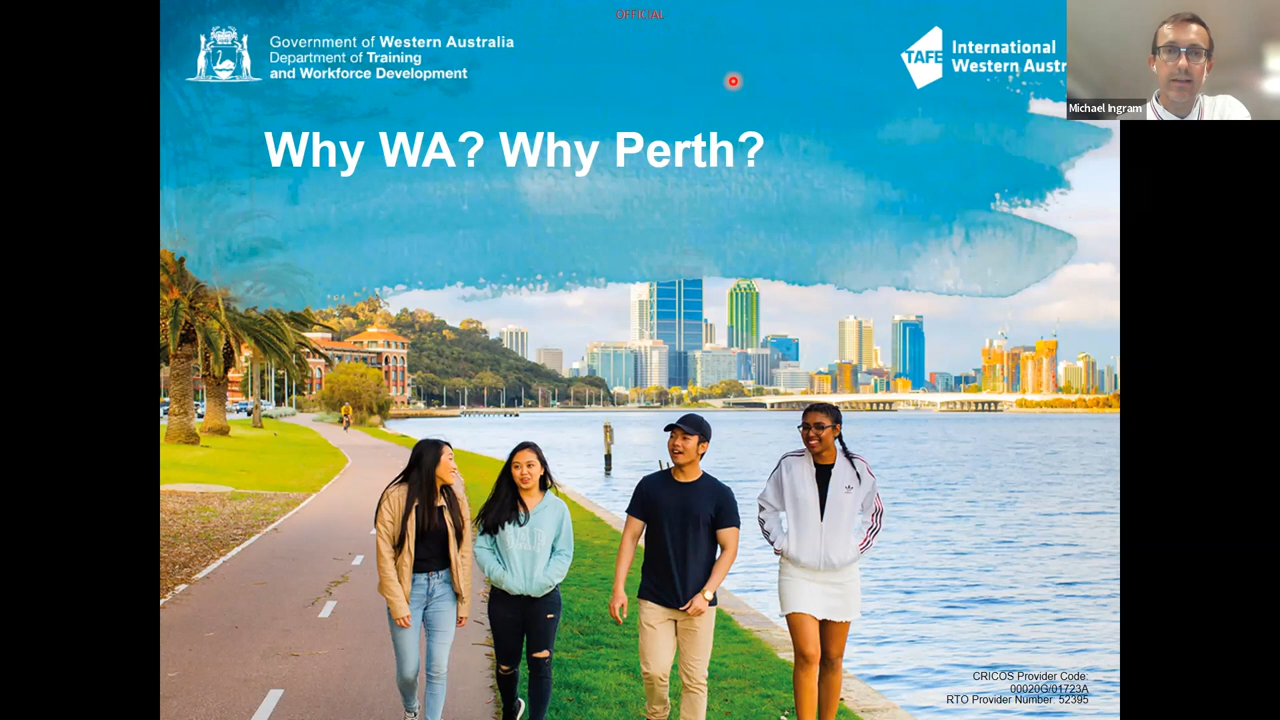 OFFICIAL
Government of Western Australia
Department of Training
and Workforce Development
TAFE
International
Western Austr
Michael Ingram
Why WA? Why Perth?
CRICOS Provider Code:
00020G/01723A
RTO Provider Number: 52395